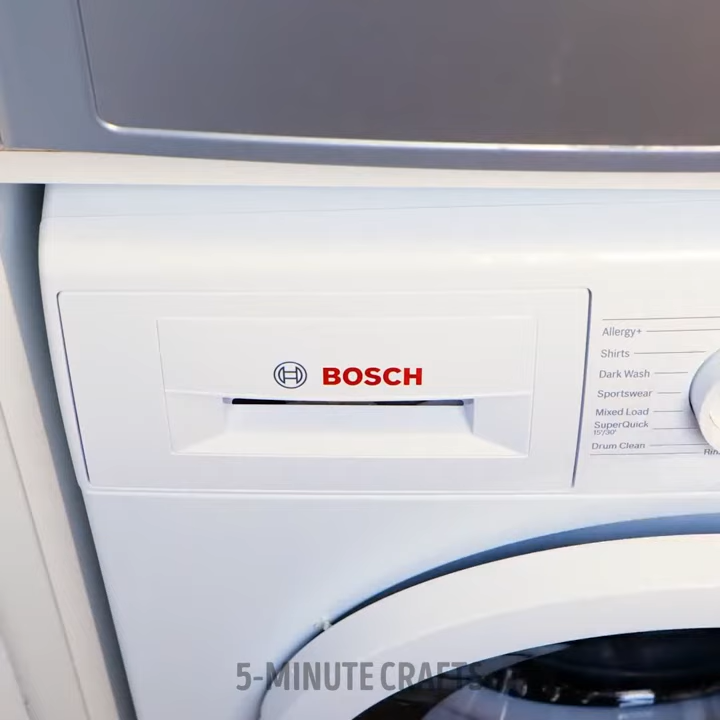 BOSCH
Allergy+
Shirts
Dark Wash
Sportswear
Mixed Load
SuperQuick
15'/30'
Drum Clean
5-MINUTE CRAFTS